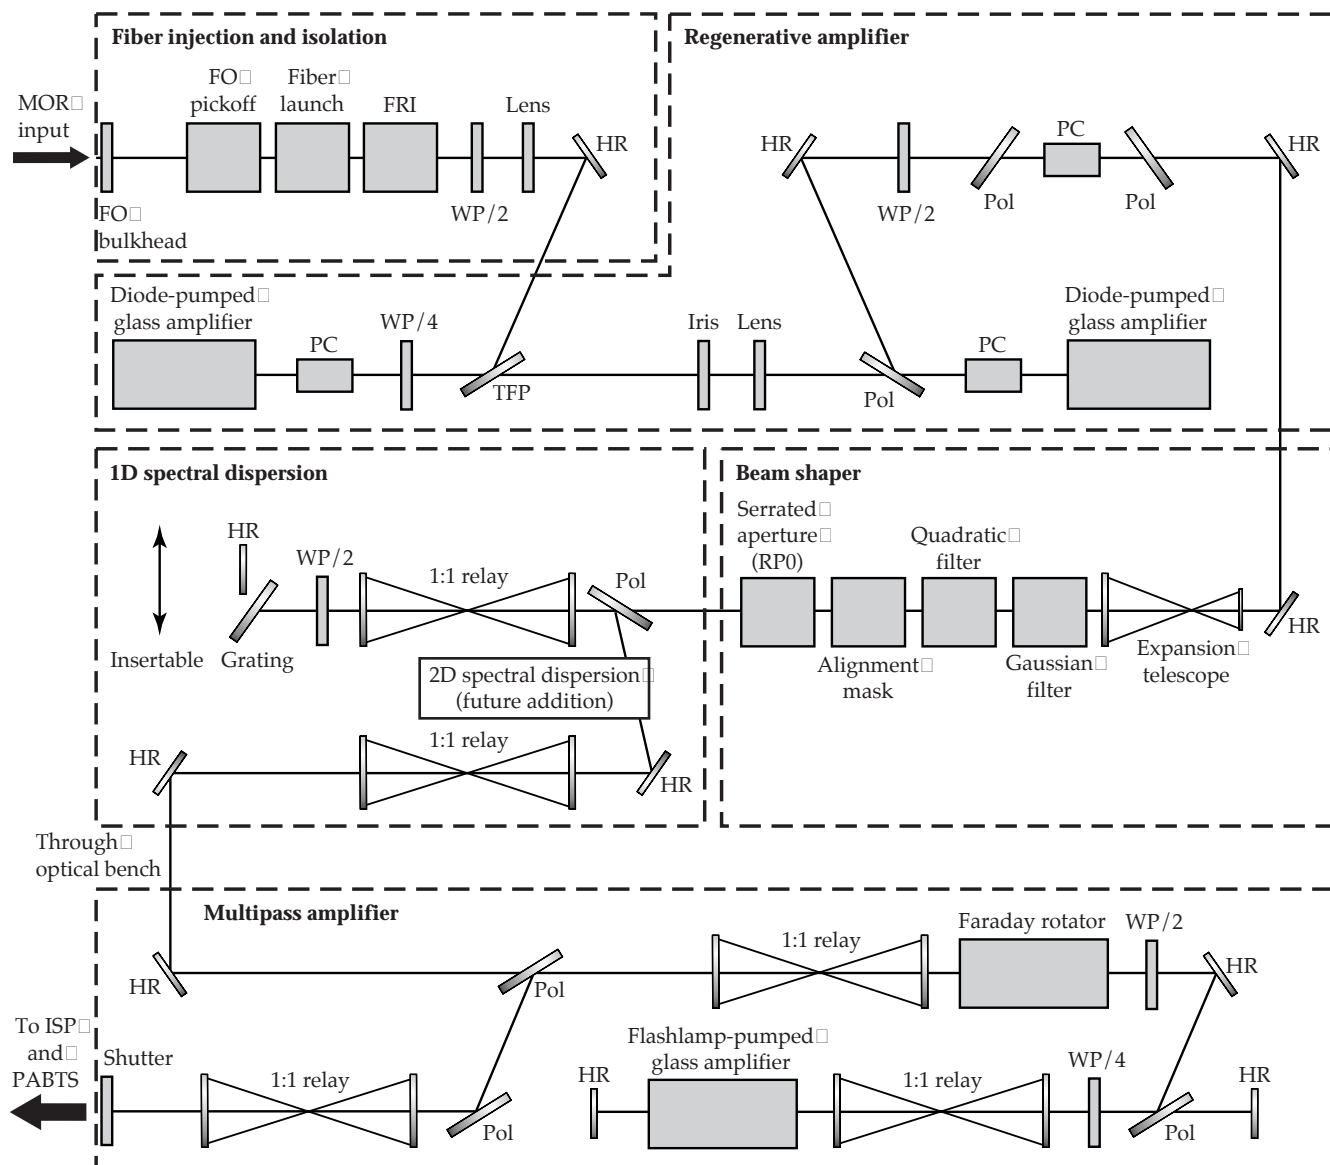 Fiber injection and isolation
MOR
input
FO
pickoff
Fiber
launch
FRI
Lens
HR
WP/2
FO
bulkhead
Regenerative amplifier
HR
WP/2
Pol
PC
Pol
HR
Diode-pumped
glass amplifier
PC
WP/4
TFP
Iris
Lens
Pol
PC
Diode-pumped
glass amplifier
1D spectral dispersion
HR
WP/2
1:1 relay
Pol
Insertable
Grating
2D spectral dispersion
(future addition)
HR
1:1 relay
HR
Beam shaper
Serrated
aperture
(RP0)
Quadratic
filter
Alignment
mask
Gaussian
filter
Expansion
telescope
HR
Through
optical bench
Multipass amplifier
HR
Pol
1:1 relay
Faraday rotator
WP/2
HR
To ISP
and
PABTS
Shutter
1:1 relay
Pol
HR
Flashlamp-pumped
glass amplifier
1:1 relay
WP/4
Pol
HR